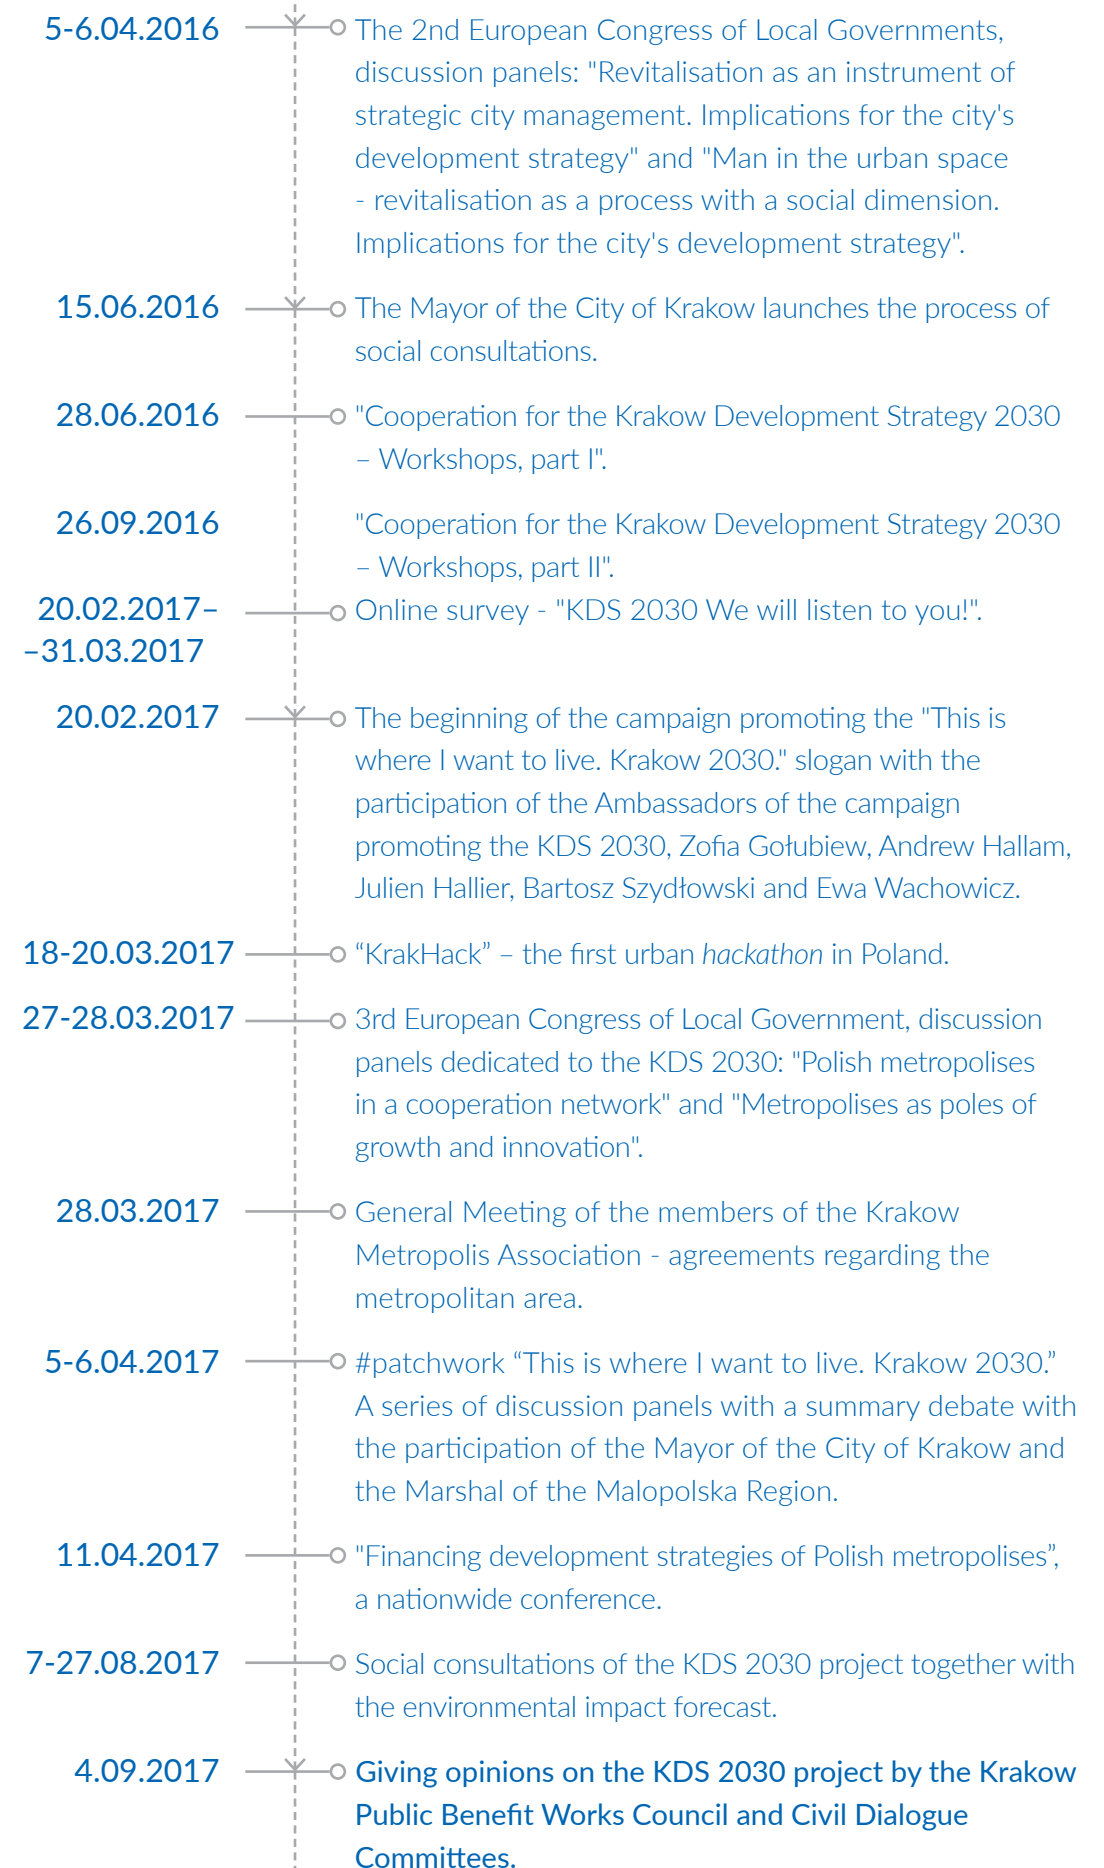 5-6.04.2016 The 2nd European Congress of Local Governments,
discussion panels: "Revitalisation as an instrument of
strategic city management. Implications for the city's
development strategy" and "Man in the urban space
- revitalisation as a process with a social dimension.
Implications for the city's development strategy".
15.06.2016 The Mayor of the City of Krakow launches the process of
social consultations.
28.06.2016 "Cooperation for the Krakow Development Strategy 2030
– Workshops, part I".
26.09.2016 "Cooperation for the Krakow Development Strategy 2030
– Workshops, part II".
20.02.2017– Online survey - "KDS 2030 We will listen to you!".
–31.03.2017
20.02.2017 The beginning of the campaign promoting the "This is
where I want to live. Krakow 2030." slogan with the
participation of the Ambassadors of the campaign
promoting the KDS 2030, Zofia Gołubiew, Andrew Hallam,
Julien Hallier, Bartosz Szydłowski and Ewa Wachowicz.
18-20.03.2017 “KrakHack” – the first urban hackathon in Poland.
27-28.03.2017 3rd European Congress of Local Government, discussion
panels dedicated to the KDS 2030: "Polish metropolises
in a cooperation network" and "Metropolises as poles of
growth and innovation".
28.03.2017 General Meeting of the members of the Krakow
Metropolis Association - agreements regarding the
metropolitan area.
5-6.04.2017 #patchwork “This is where I want to live. Krakow 2030.”
A series of discussion panels with a summary debate with
the participation of the Mayor of the City of Krakow and
the Marshal of the Malopolska Region.
11.04.2017 "Financing development strategies of Polish metropolises”,
a nationwide conference.
7-27.08.2017 Social consultations of the KDS 2030 project together with
the environmental impact forecast.
4.09.2017 Giving opinions on the KDS 2030 project by the Krakow
Public Benefit Works Council and Civil Dialogue
Committees.